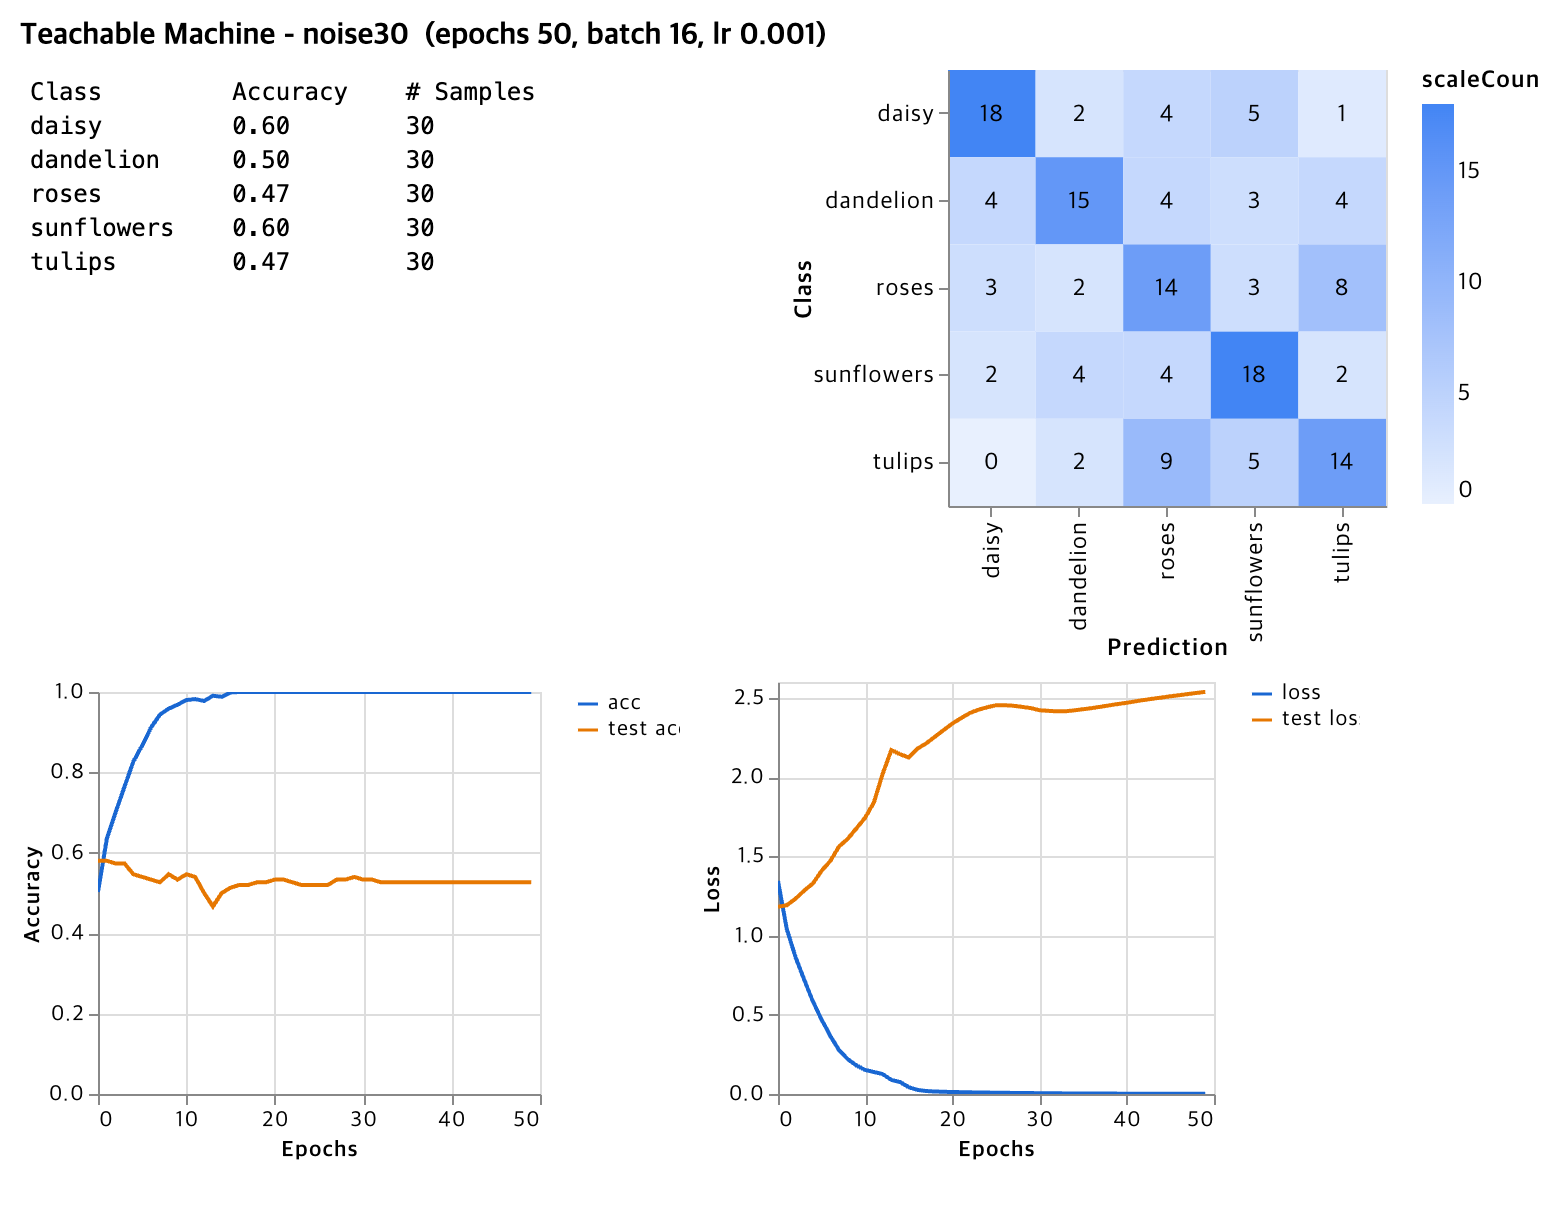 Teachable Machine - noise30  (epochs 50, batch 16, lr 0.001)
Class Accuracy # Samples
daisy 0.60 30
dandelion 0.50 30
roses 0.47 30
sunflowers 0.60 30
tulips 0.47 30
scaleCoun
15
10
5
0
Class
daisy 18 2 4 5 1
dandelion 4 15 4 3 4
roses 3 2 14 3 8
sunflowers 2 4 4 18 2
tulips 0 2 9 5 14
daisy dandelion roses sunflowers tulips
Prediction
Accuracy
1.0
0.8
0.6
0.4
0.2
0.0
0 10 20 30 40 50
Epochs
acc
test acc
Loss
2.5
2.0
1.5
1.0
0.5
0.0
0 10 20 30 40 50
Epochs
loss
test loss